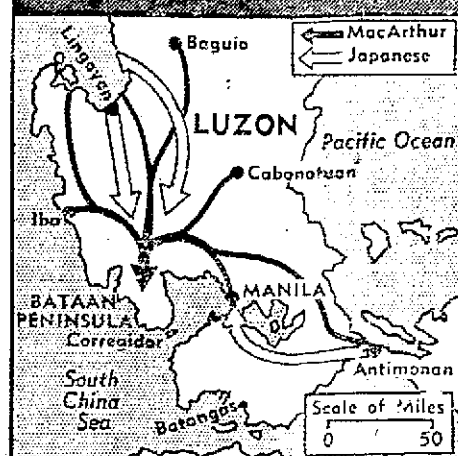 MacArthur
Japanese
Lingayen
Baguio
LUZON
Pacific Ocean
Cabanatuan
Iba
BATAAN
PENINSULA
MANILA
Corregidor
Antimonan
South
China
Sea
Batangas
Scale of Miles
0 50